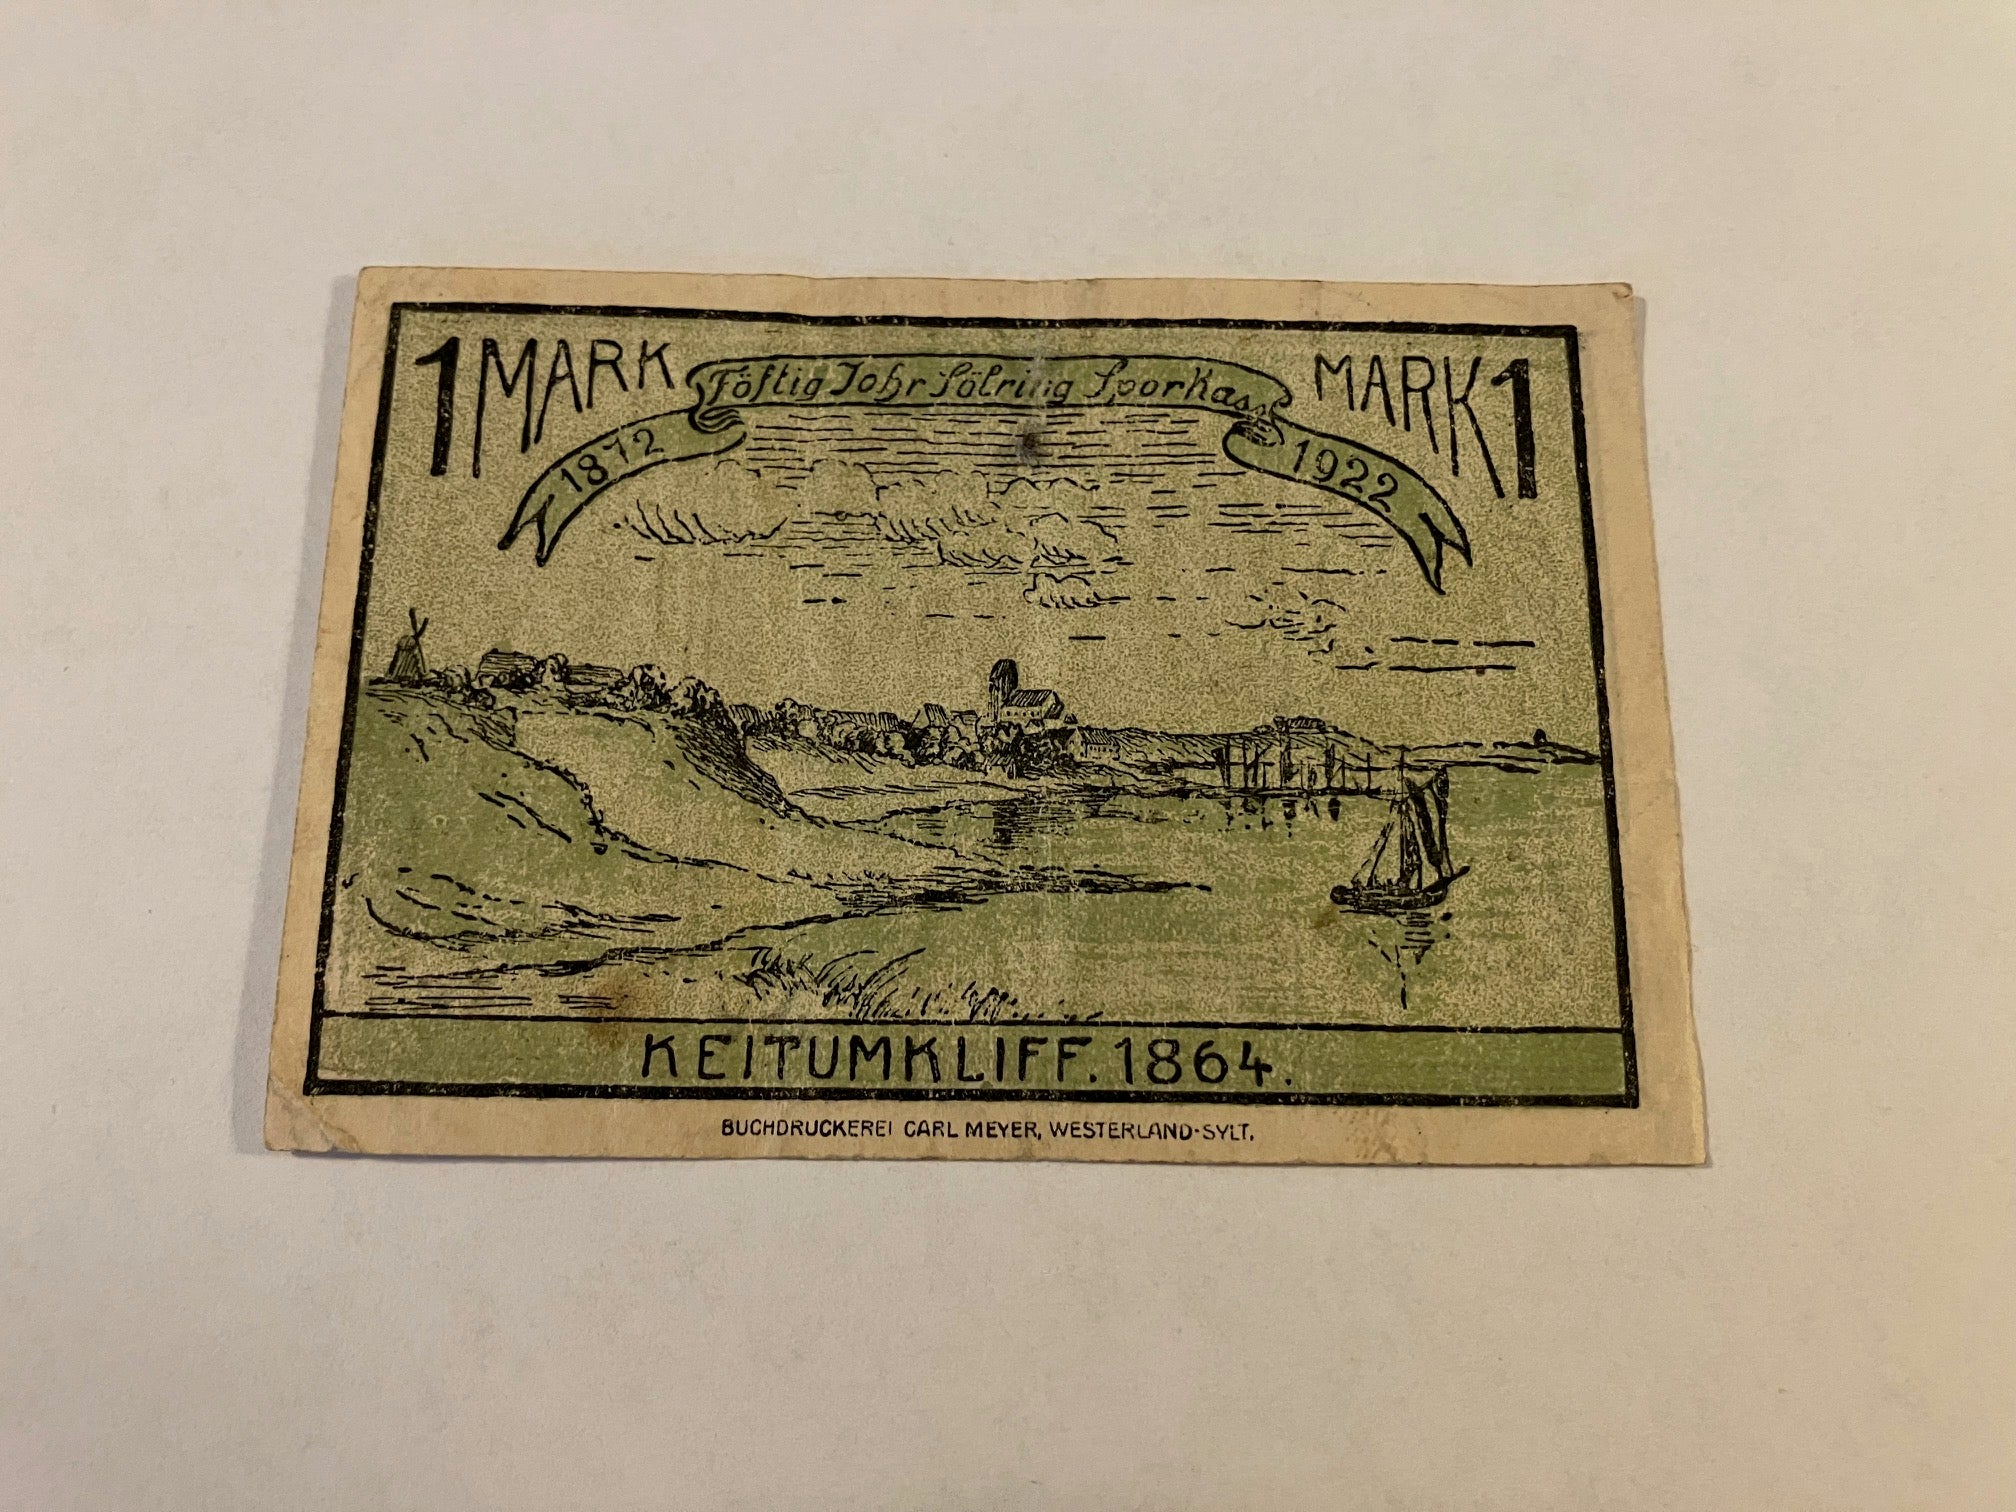 1 MARK
Föftig Johr Sölring Sporkass
MARK 1
1872
1922
KEITUMKLIFF. 1864.
BUCHDRUCKEREI CARL MEYER, WESTERLAND-SYLT.